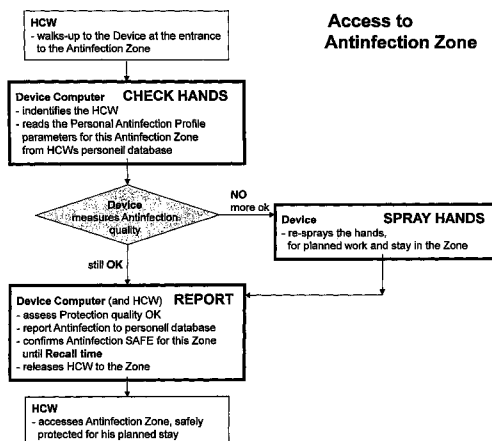 Access to
Antinfection Zone
HCW
- walks-up to the Device at the entrance
to the Antinfection Zone
Device Computer CHECK HANDS
- indentifies the HCW
- reads the Personal Antinfection Profile
parameters for this Antinfection Zone
from HCWs personell database
Device
measures Antinfection
quality
NO
more ok
Device SPRAY HANDS
- re-sprays the hands,
for planned work and stay in the Zone
still OK
Device Computer (and HCW) REPORT
- assess Protection quality OK
- report Antinfection to personell database
- confirms Antinfection SAFE for this Zone
until Recall time
- releases HCW to the Zone
HCW
- accesses Antinfection Zone, safely
protected for his planned stay